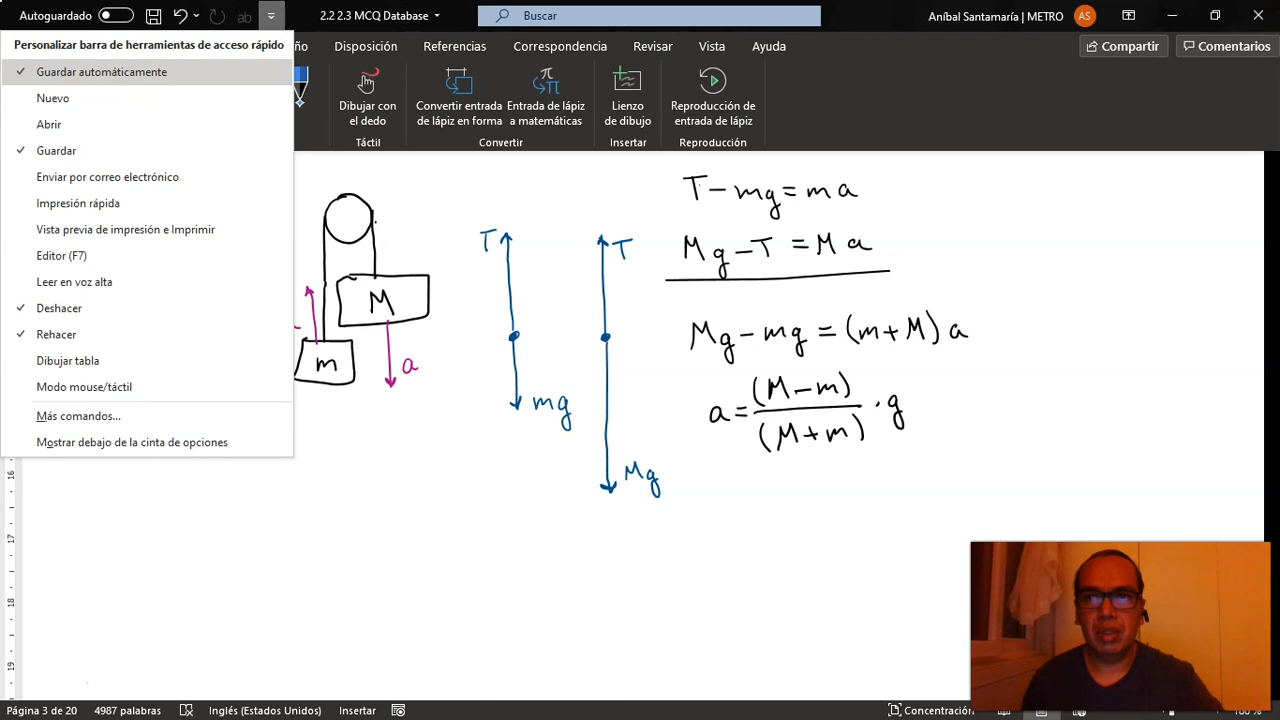 Autoguardado
ab
2.2 2.3 MCQ Database
Buscar
Aníbal Santamaría | METRO
AS
Disposición
Referencias
Correspondencia
Revisar
Vista
Ayuda
Compartir
Comentarios
Personalizar barra de herramientas de acceso rápido
Guardar automáticamente
Nuevo
Abrir
Guardar
Enviar por correo electrónico
Impresión rápida
Vista previa de impresión e Imprimir
Editor (F7)
Leer en voz alta
Deshacer
Rehacer
Dibujar tabla
Modo mouse/táctil
Más comandos...
Mostrar debajo de la cinta de opciones
Dibujar con
el dedo
Táctil
Convertir entrada
de lápiz en forma
Entrada de lápiz
a matemáticas
Convertir
Lienzo
de dibujo
Insertar
Reproducción de
entrada de lápiz
Reproducción
M
m
a
T
mg
T
Mg
T - mg = ma
Mg - T = Ma
Mg - mg = (m+M) a
a = (M-m)
(M+m) · g
16
17
18
19
Página 3 de 20
4987 palabras
Inglés (Estados Unidos)
Insertar
Concentración